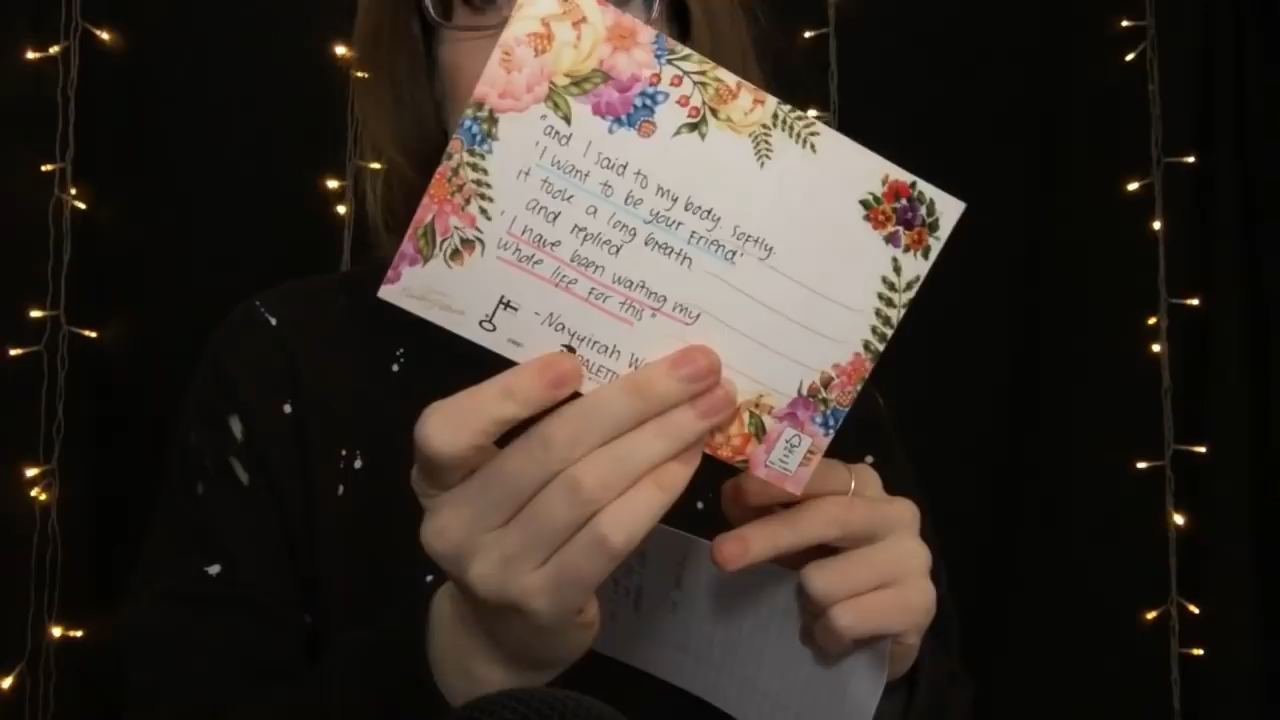 "and I said to my body. softly.
'I want to be your friend'
it took a long breath
and replied
'I have been waiting my
whole life for this"
-Nayyirah
PALETT